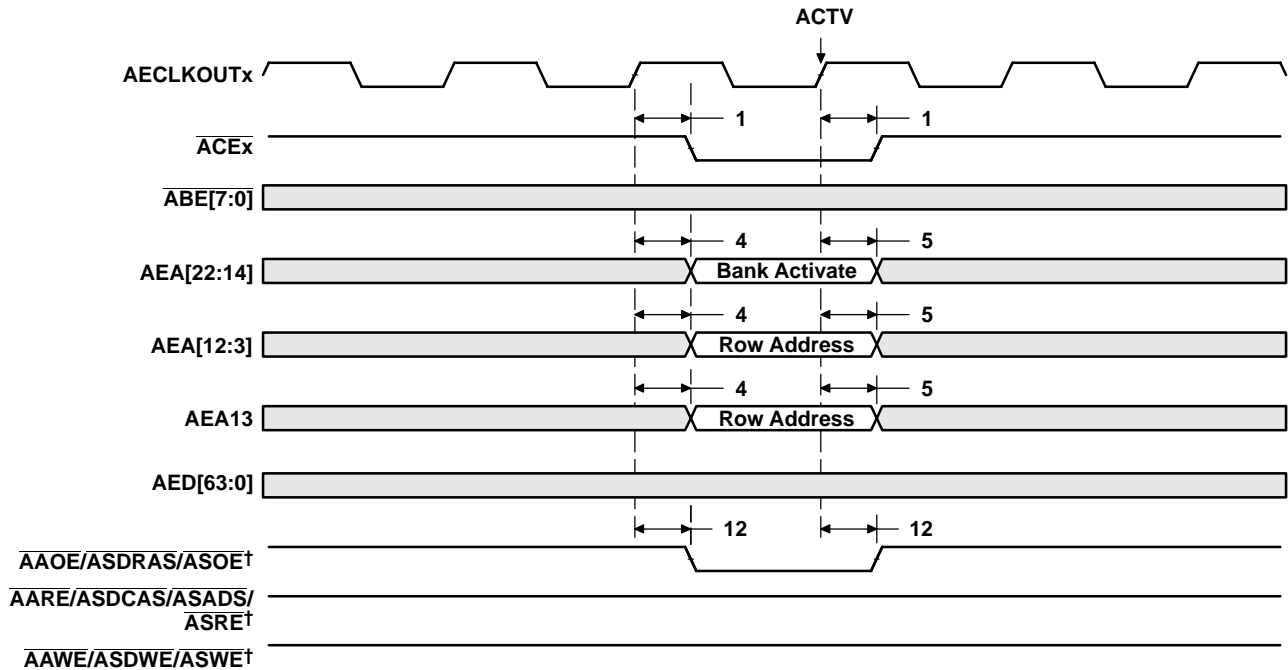 ACTV
AECLKOUTx
1 1
ACEx
ABE[7:0]
4 5
AEA[22:14] Bank Activate
4 5
AEA[12:3] Row Address
4 5
AEA13 Row Address
AED[63:0]
12 12
AAOE/ASDRAS/ASOE†
AARE/ASDCAS/ASADS/
ASRE†
AAWE/ASDWE/ASWE†